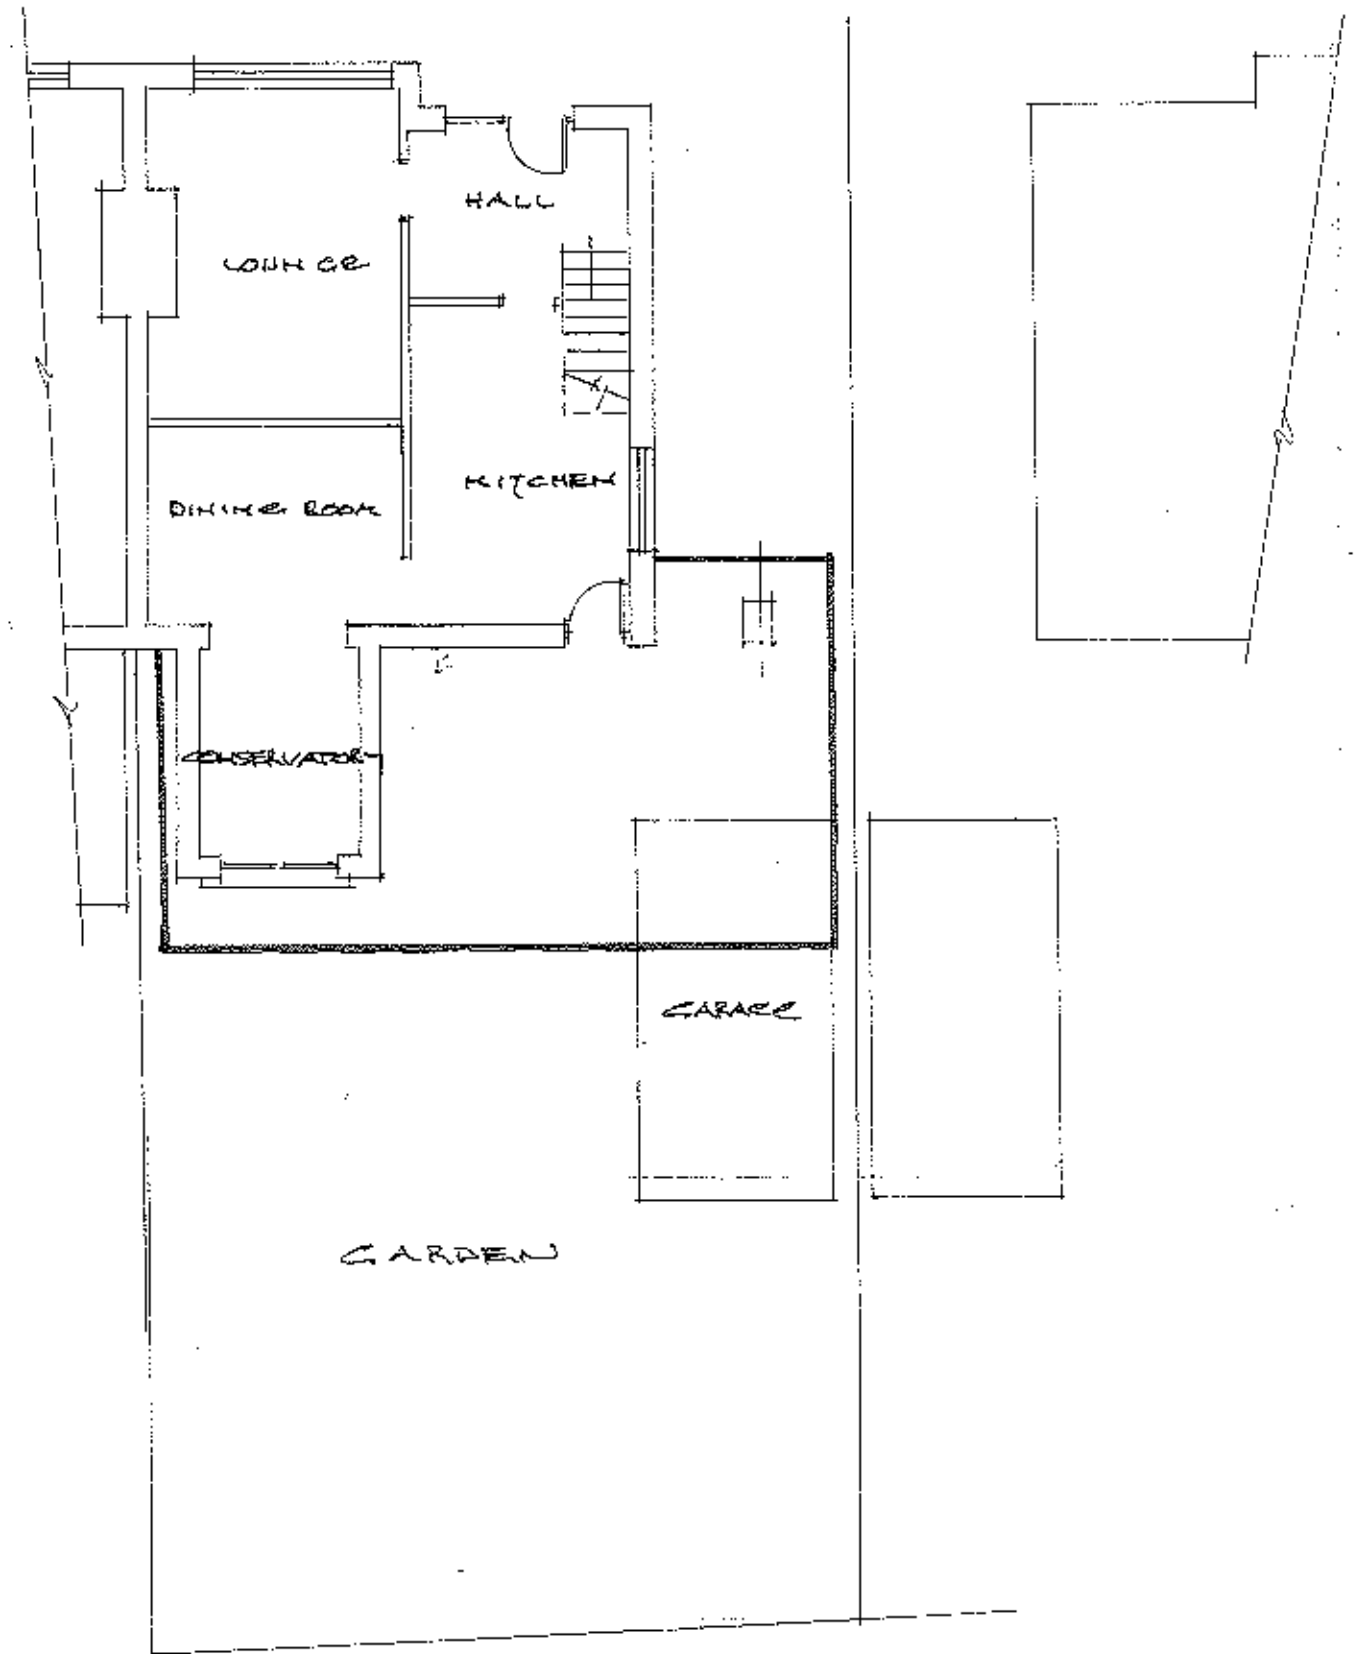 HALL
LOUNGE
KITCHEN
DINING ROOM
CONSERVATORY
GARAGE
GARDEN